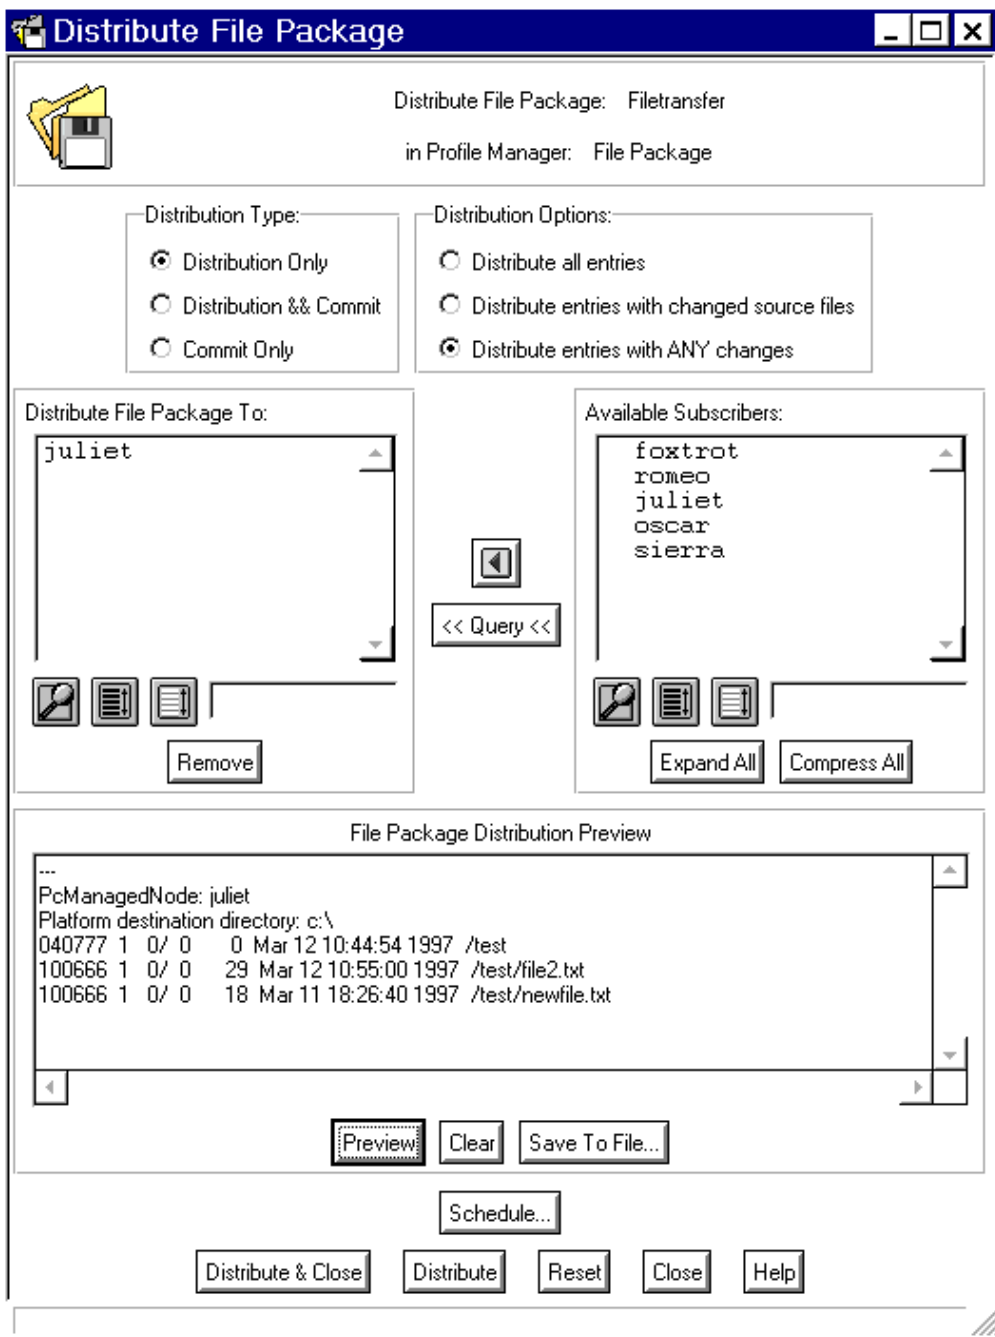 Distribute File Package
Distribute File Package: Filetransfer
in Profile Manager: File Package
Distribution Type:
Distribution Only
Distribution && Commit
Commit Only
Distribution Options:
Distribute all entries
Distribute entries with changed source files
Distribute entries with ANY changes
Distribute File Package To:
juliet
Remove
<< Query <<
Available Subscribers:
foxtrot
romeo
juliet
oscar
sierra
Expand All
Compress All
File Package Distribution Preview
---
PcManagedNode: juliet
Platform destination directory: c:\
040777 1 0/ 0 0 Mar 12 10:44:54 1997 /test
100666 1 0/ 0 29 Mar 12 10:55:00 1997 /test/file2.txt
100666 1 0/ 0 18 Mar 11 18:26:40 1997 /test/newfile.txt
Preview
Clear
Save To File...
Schedule...
Distribute & Close
Distribute
Reset
Close
Help